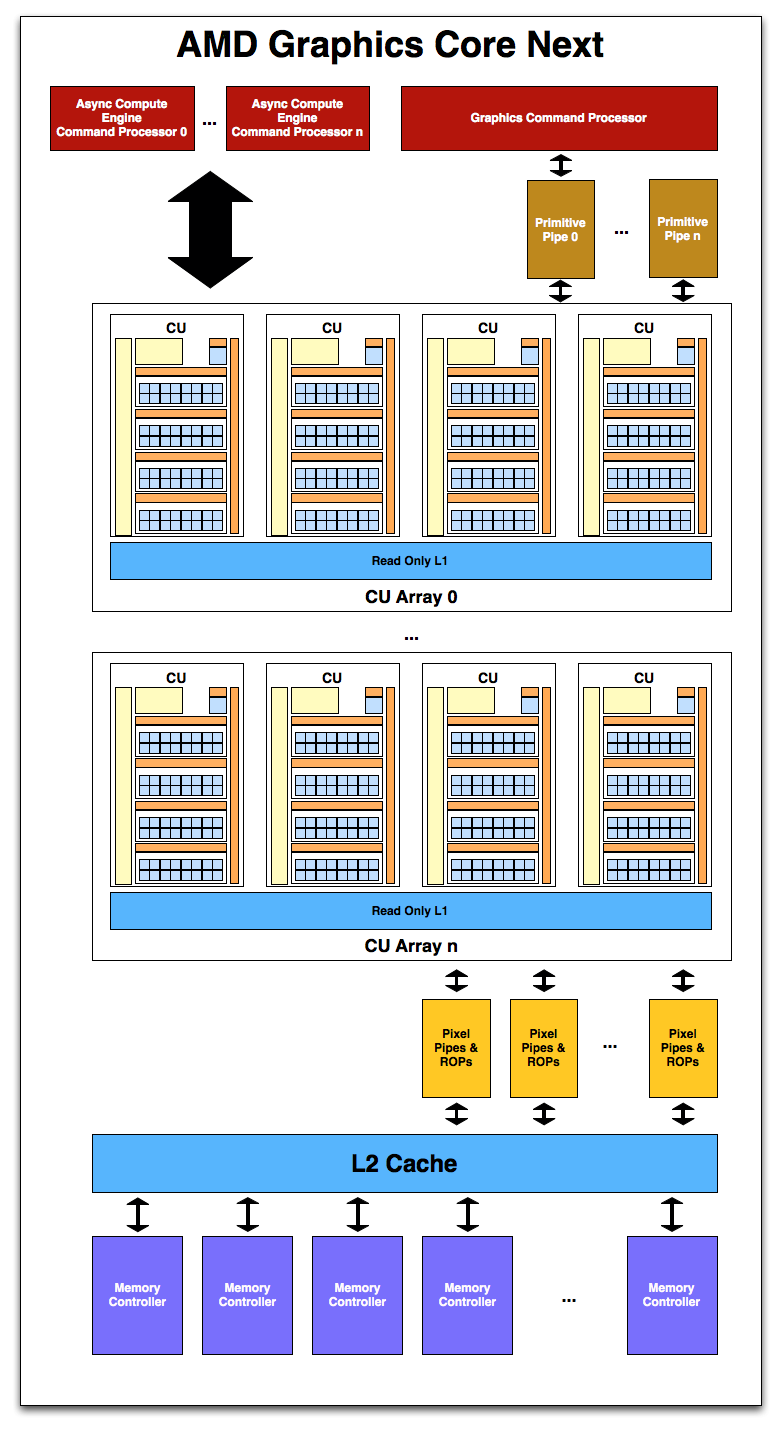 AMD Graphics Core Next
Async Compute
Engine
Command Processor 0
...
Async Compute
Engine
Command Processor n
Graphics Command Processor
Primitive
Pipe 0
...
Primitive
Pipe n
CU
CU
CU
CU
Read Only L1
CU Array 0
...
CU
CU
CU
CU
Read Only L1
CU Array n
Pixel
Pipes &
ROPs
Pixel
Pipes &
ROPs
...
Pixel
Pipes &
ROPs
L2 Cache
Memory
Controller
Memory
Controller
Memory
Controller
Memory
Controller
...
Memory
Controller